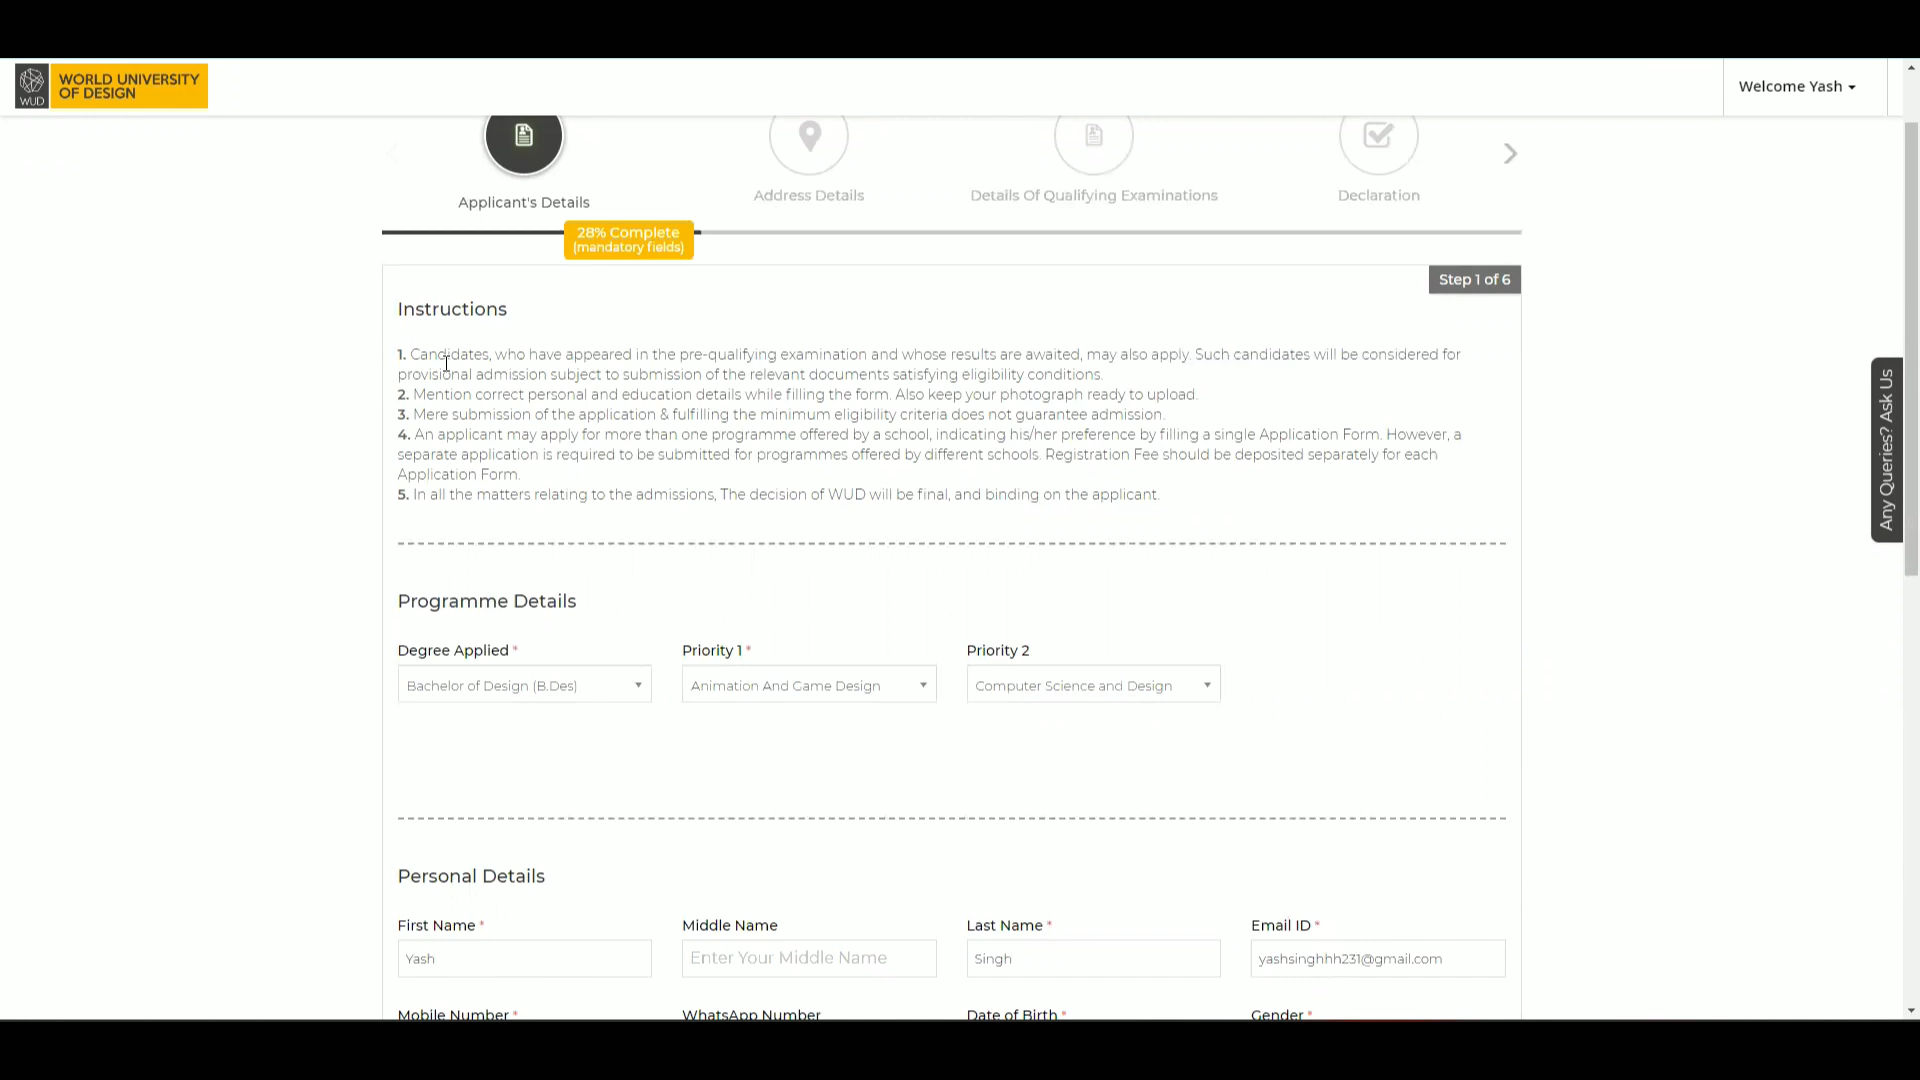 WORLD UNIVERSITY
OF DESIGN
WUD
Welcome Yash
Applicant's Details
Address Details
Details Of Qualifying Examinations
Declaration
28% Complete
(mandatory fields)
Step 1 of 6
Instructions
1. Candidates, who have appeared in the pre-qualifying examination and whose results are awaited, may also apply. Such candidates will be considered for
provisional admission subject to submission of the relevant documents satisfying eligibility conditions.
2. Mention correct personal and education details while filling the form. Also keep your photograph ready to upload.
3. Mere submission of the application & fulfilling the minimum eligibility criteria does not guarantee admission.
4. An applicant may apply for more than one programme offered by a school, indicating his/her preference by filling a single Application Form. However, a
separate application is required to be submitted for programmes offered by different schools. Registration Fee should be deposited separately for each
Application Form.
5. In all the matters relating to the admissions, The decision of WUD will be final, and binding on the applicant.
Any Queries? Ask Us
Programme Details
Degree Applied *
Priority 1 *
Priority 2
Bachelor of Design (B.Des)
Animation And Game Design
Computer Science and Design
Personal Details
First Name *
Middle Name
Last Name *
Email ID *
Yash
Enter Your Middle Name
Singh
yashsinghhh231@gmail.com
Mobile Number *
WhatsApp Number
Date of Birth *
Gender *